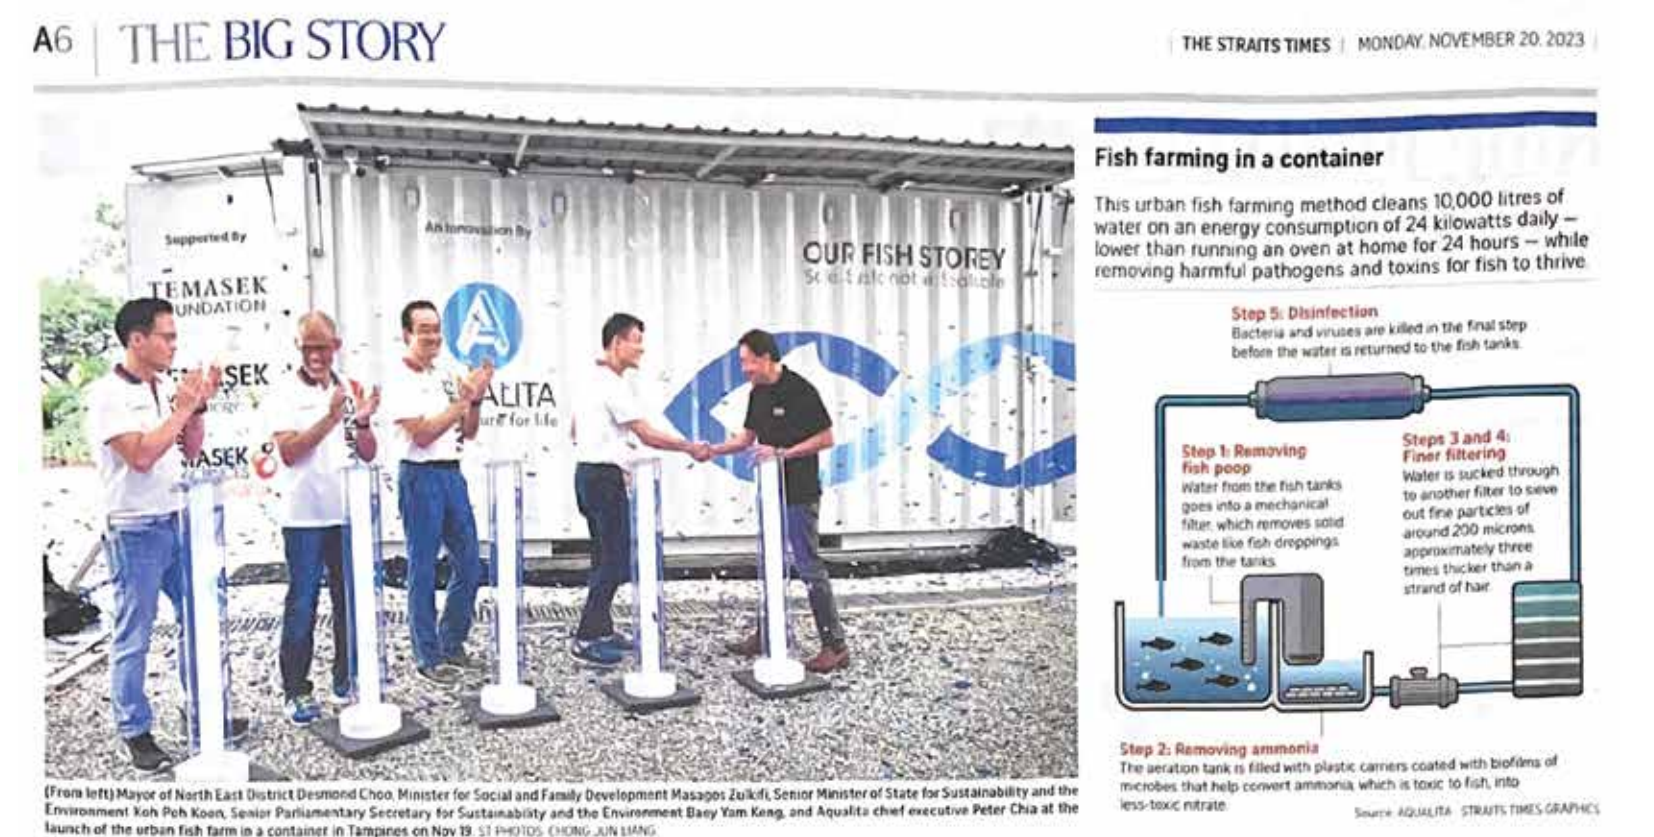 A6 THE BIG STORY
THE STRAITS TIMES | MONDAY, NOVEMBER 20, 2023
Supported By
TEMASEK
UNDATION
SEK
ASEK
An Innovation By
A
ALITA
for life
OUR FISH STOREY
not a
(From left) Mayor of North East District Desmond Choo, Minister for Social and Family Development Masagos Zulkifli, Senior Minister of State for Sustainability and the
Environment Koh Poh Koon, Senior Parliamentary Secretary for Sustainability and the Environment Baey Yam Keng, and Aqualita chief executive Peter Chia at the
launch of the urban fish farm in a container in Tampines on Nov 19. ST PHOTOS: CHONG JUN LIANG
Fish farming in a container
This urban fish farming method cleans 10,000 litres of
water on an energy consumption of 24 kilowatts daily –
lower than running an oven at home for 24 hours – while
removing harmful pathogens and toxins for fish to thrive.
Step 5: Disinfection
Bacteria and viruses are killed in the final step
before the water is returned to the fish tanks.
Step 1: Removing
fish poop
Water from the fish tanks
goes into a mechanical
filter, which removes solid
waste like fish droppings
from the tanks.
Steps 3 and 4:
Finer filtering
Water is sucked through
to another filter to sieve
out fine particles of
around 200 microns,
approximately three
times thicker than a
strand of hair.
Step 2: Removing ammonia
The aeration tank is filled with plastic carriers coated with biofilms of
microbes that help convert ammonia, which is toxic to fish, into
less-toxic nitrate.
Source: AQUALITA STRAITS TIMES GRAPHICS